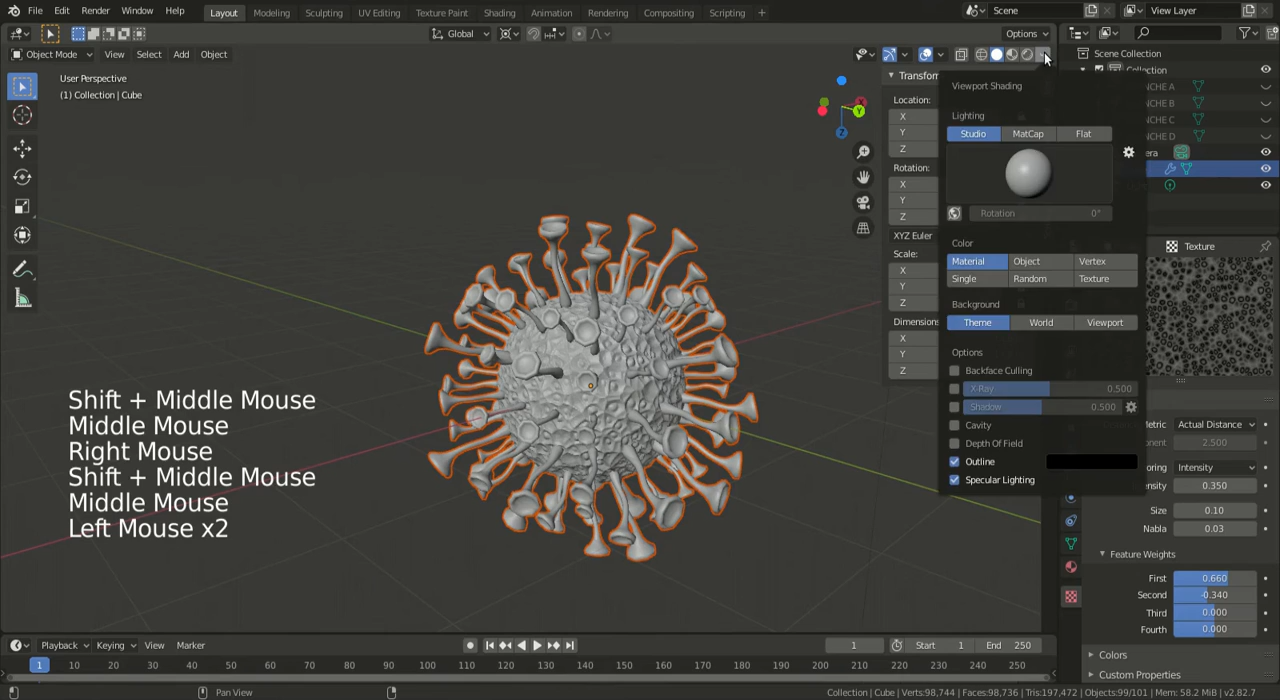 File Edit Render Window Help Layout Modeling Sculpting UV Editing Texture Paint Shading Animation Rendering Compositing Scripting + Scene View Layer
Global Options
Object Mode View Select Add Object
User Perspective
(1) Collection | Cube
Transform
Location:
X
Y
Z
Rotation:
X
Y
Z
XYZ Euler
Scale:
X
Y
Z
Dimensions
X
Y
Z
Y
Z
Viewport Shading
Lighting
Studio MatCap Flat
Rotation 0°
Color
Material Object Vertex
Single Random Texture
Background
Theme World Viewport
Options
Backface Culling
X-Ray 0.500
Shadow 0.500
Cavity
Depth Of Field
Outline
Specular Lighting
Scene Collection
Collection
NCHE A
NCHE B
NCHE C
NCHE D
era
Texture
Metric Actual Distance
onent 2.500
oring Intensity
ensity 0.350
Size 0.10
Nabla 0.03
Feature Weights
First 0.660
Second -0.340
Third 0.000
Fourth 0.000
Colors
Custom Properties
Shift + Middle Mouse
Middle Mouse
Right Mouse
Shift + Middle Mouse
Middle Mouse
Left Mouse x2
Playback Keying View Marker 1 Start 1 End 250
1 10 20 30 40 50 60 70 80 90 100 110 120 130 140 150 160 170 180 190 200 210 220 230 240 250
Pan View
Collection | Cube | Verts:98,744 | Faces:98,736 | Tris:197,472 | Objects:99/101 | Mem: 58.2 MiB | v2.82.7